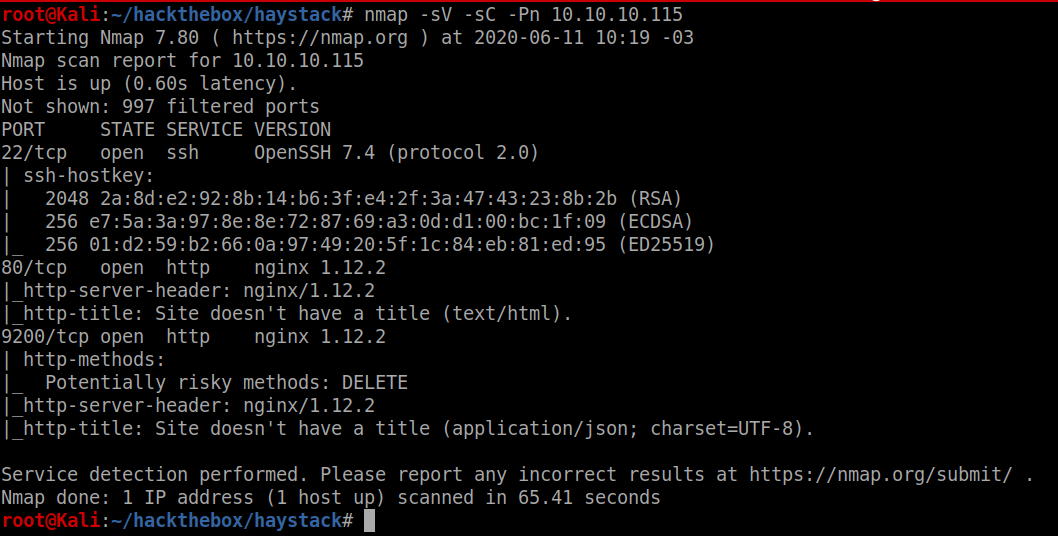 root@Kali:~/hackthebox/haystack# nmap -sV -sC -Pn 10.10.10.115
Starting Nmap 7.80 ( https://nmap.org ) at 2020-06-11 10:19 -03
Nmap scan report for 10.10.10.115
Host is up (0.60s latency).
Not shown: 997 filtered ports
PORT     STATE SERVICE VERSION
22/tcp   open  ssh     OpenSSH 7.4 (protocol 2.0)
| ssh-hostkey:
|   2048 2a:8d:e2:92:8b:14:b6:3f:e4:2f:3a:47:43:23:8b:2b (RSA)
|   256 e7:5a:3a:97:8e:8e:72:87:69:a3:0d:d1:00:bc:1f:09 (ECDSA)
|_  256 01:d2:59:b2:66:0a:97:49:20:5f:1c:84:eb:81:ed:95 (ED25519)
80/tcp   open  http    nginx 1.12.2
|_http-server-header: nginx/1.12.2
|_http-title: Site doesn't have a title (text/html).
9200/tcp open  http    nginx 1.12.2
| http-methods:
|_  Potentially risky methods: DELETE
|_http-server-header: nginx/1.12.2
|_http-title: Site doesn't have a title (application/json; charset=UTF-8).
Service detection performed. Please report any incorrect results at https://nmap.org/submit/ .
Nmap done: 1 IP address (1 host up) scanned in 65.41 seconds
root@Kali:~/hackthebox/haystack#